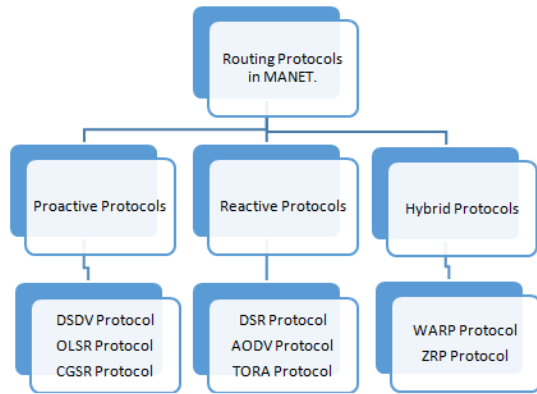 Routing Protocols
in MANET.
Proactive Protocols
Reactive Protocols
Hybrid Protocols
DSDV Protocol
OLSR Protocol
CGSR Protocol
DSR Protocol
AODV Protocol
TORA Protocol
WARP Protocol
ZRP Protocol